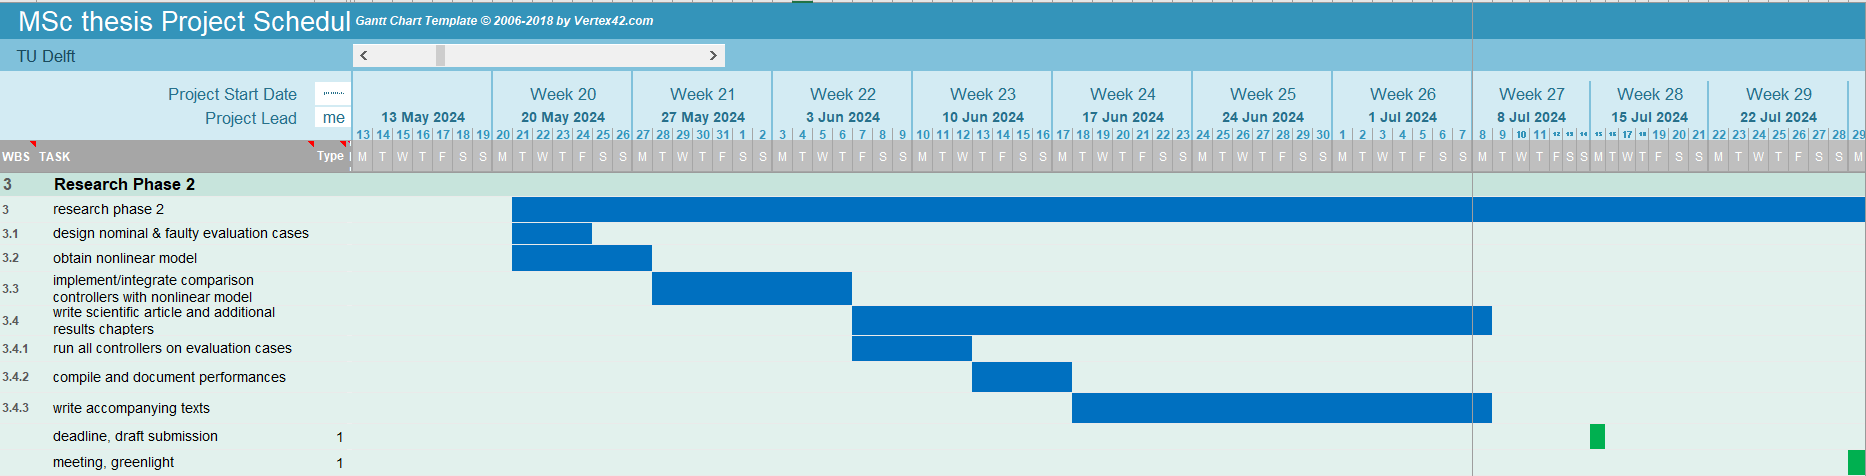 MSc thesis Project Schedul Gantt Chart Template © 2006-2018 by Vertex42.com
TU Delft
Project Start Date Week 20 Week 21 Week 22 Week 23 Week 24 Week 25 Week 26 Week 27 Week 28 Week 29
Project Lead me 13 May 2024 20 May 2024 27 May 2024 3 Jun 2024 10 Jun 2024 17 Jun 2024 24 Jun 2024 1 Jul 2024 8 Jul 2024 15 Jul 2024 22 Jul 2024
13 14 15 16 17 18 19 20 21 22 23 24 25 26 27 28 29 30 31 1 2 3 4 5 6 7 8 9 10 11 12 13 14 15 16 17 18 19 20 21 22 23 24 25 26 27 28 29 30 1 2 3 4 5 6 7 8 9 10 11 12 13 14 15 16 17 18 19 20 21 22 23 24 25 26 27 28 29
WBS TASK Type M T W T F S S M T W T F S S M T W T F S S M T W T F S S M T W T F S S M T W T F S S M T W T F S S M T W T F S S M T W T F S S M T W T F S S M T W T F S S M
3 Research Phase 2
3 research phase 2
3.1 design nominal & faulty evaluation cases
3.2 obtain nonlinear model
3.3 implement/integrate comparison
controllers with nonlinear model
3.4 write scientific article and additional
results chapters
3.4.1 run all controllers on evaluation cases
3.4.2 compile and document performances
3.4.3 write accompanying texts
deadline, draft submission 1
meeting, greenlight 1